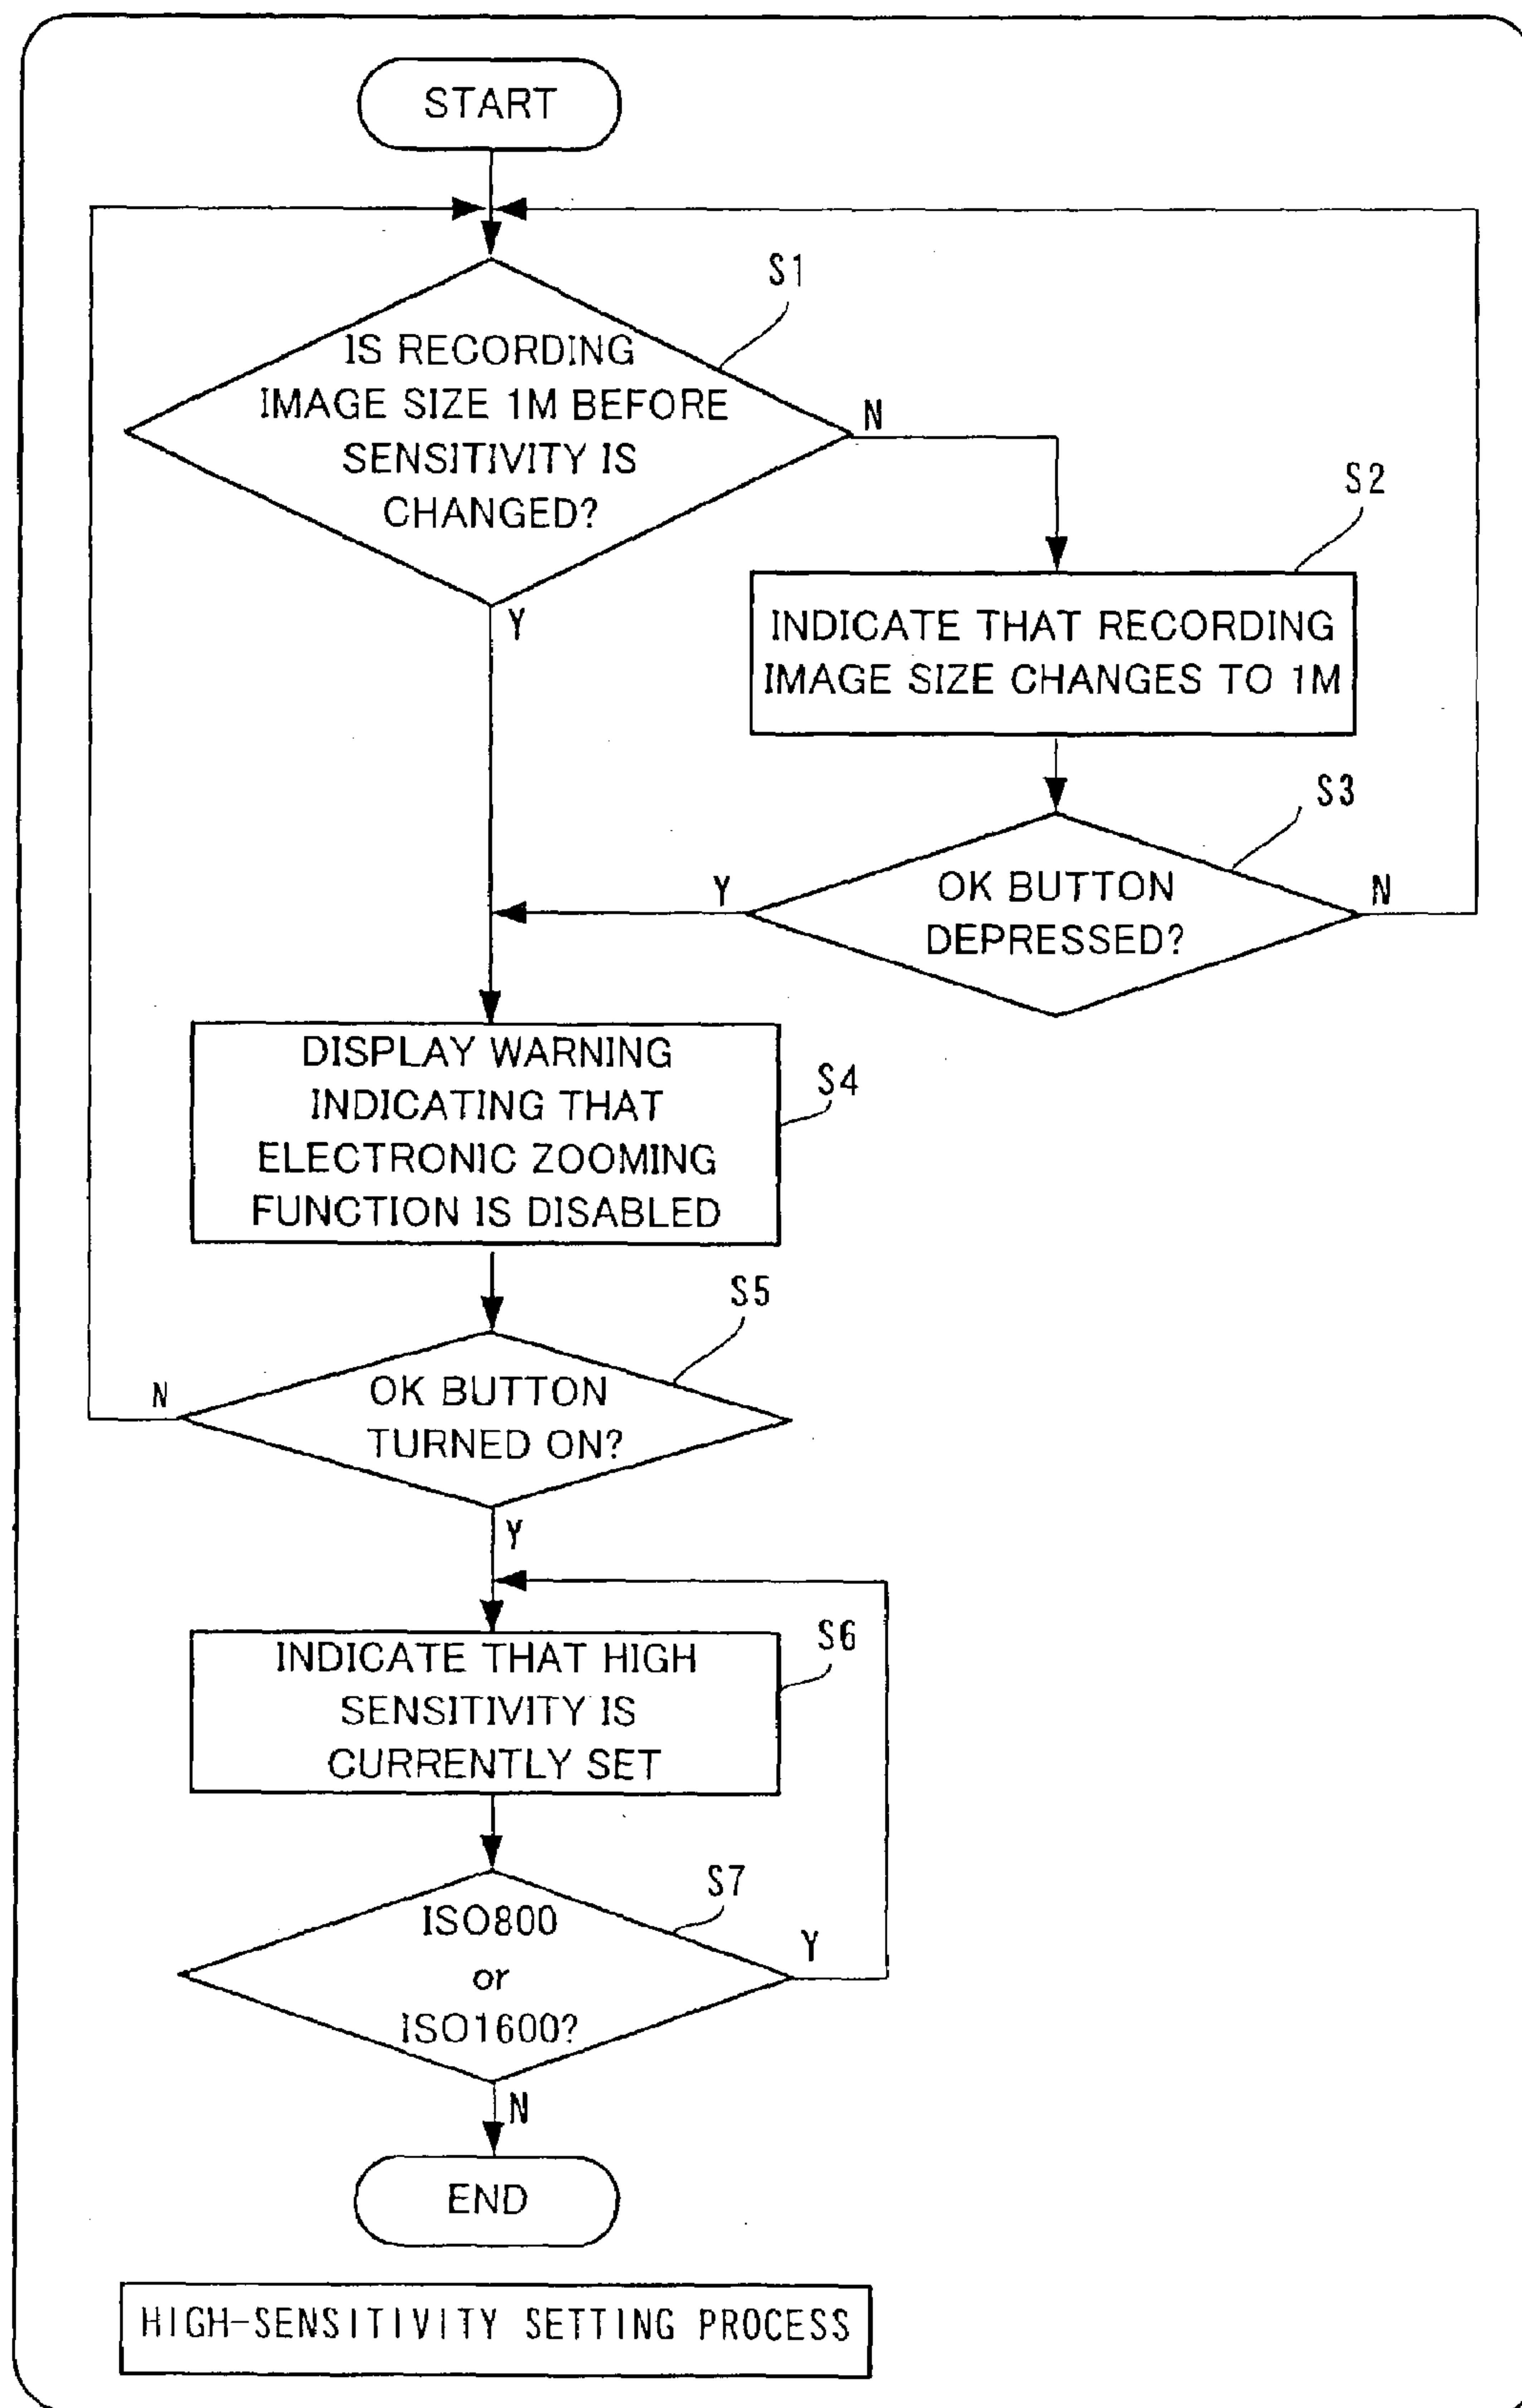 START
S1
IS RECORDING
IMAGE SIZE 1M BEFORE
SENSITIVITY IS
CHANGED?
N
Y
S2
INDICATE THAT RECORDING
IMAGE SIZE CHANGES TO 1M
S3
OK BUTTON
DEPRESSED?
Y
N
DISPLAY WARNING
INDICATING THAT
ELECTRONIC ZOOMING
FUNCTION IS DISABLED
S4
S5
OK BUTTON
TURNED ON?
N
Y
INDICATE THAT HIGH
SENSITIVITY IS
CURRENTLY SET
S6
S7
ISO800
or
ISO1600?
Y
N
END
HIGH-SENSITIVITY SETTING PROCESS